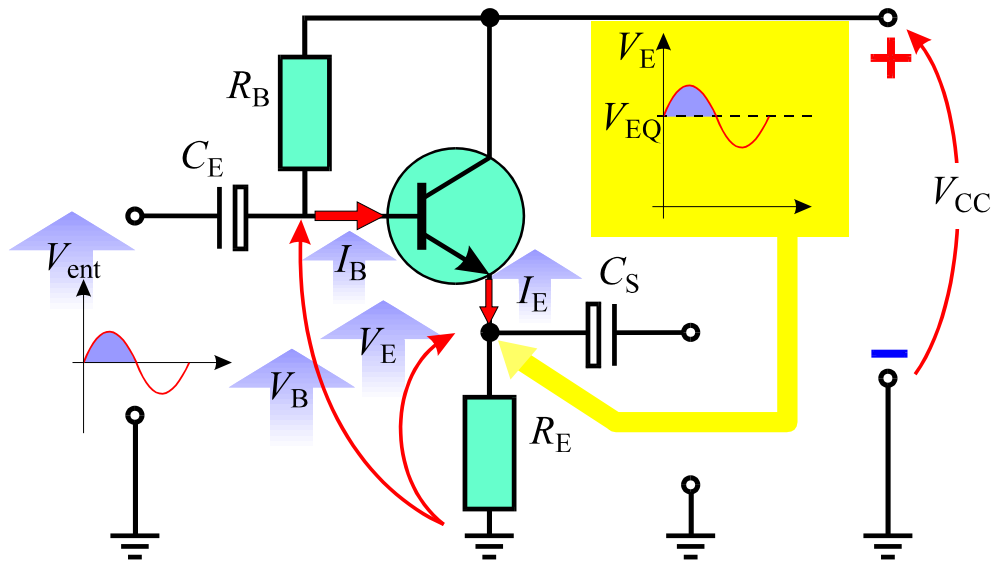 V_E
R_B
V_EQ
C_E
V_CC
V_ent
I_B
I_E
C_S
V_E
V_B
R_E